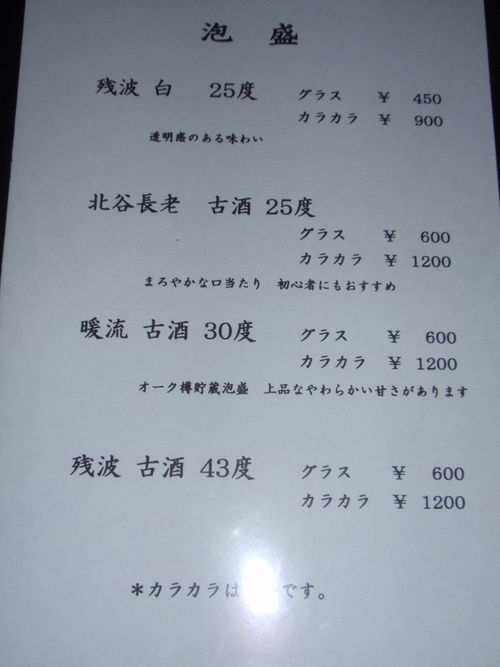 泡盛
残波 白 25度 グラス ¥ 450
カラカラ ¥ 900
透明感のある味わい
北谷長老 古酒 25度
グラス ¥ 600
カラカラ ¥ 1200
まろやかな口当たり 初心者にもおすすめ
暖流 古酒 30度 グラス ¥ 600
カラカラ ¥ 1200
オーク樽貯蔵泡盛 上品なやわらかい甘さがあります
残波 古酒 43度 グラス ¥ 600
カラカラ ¥ 1200
*カラカラは です。